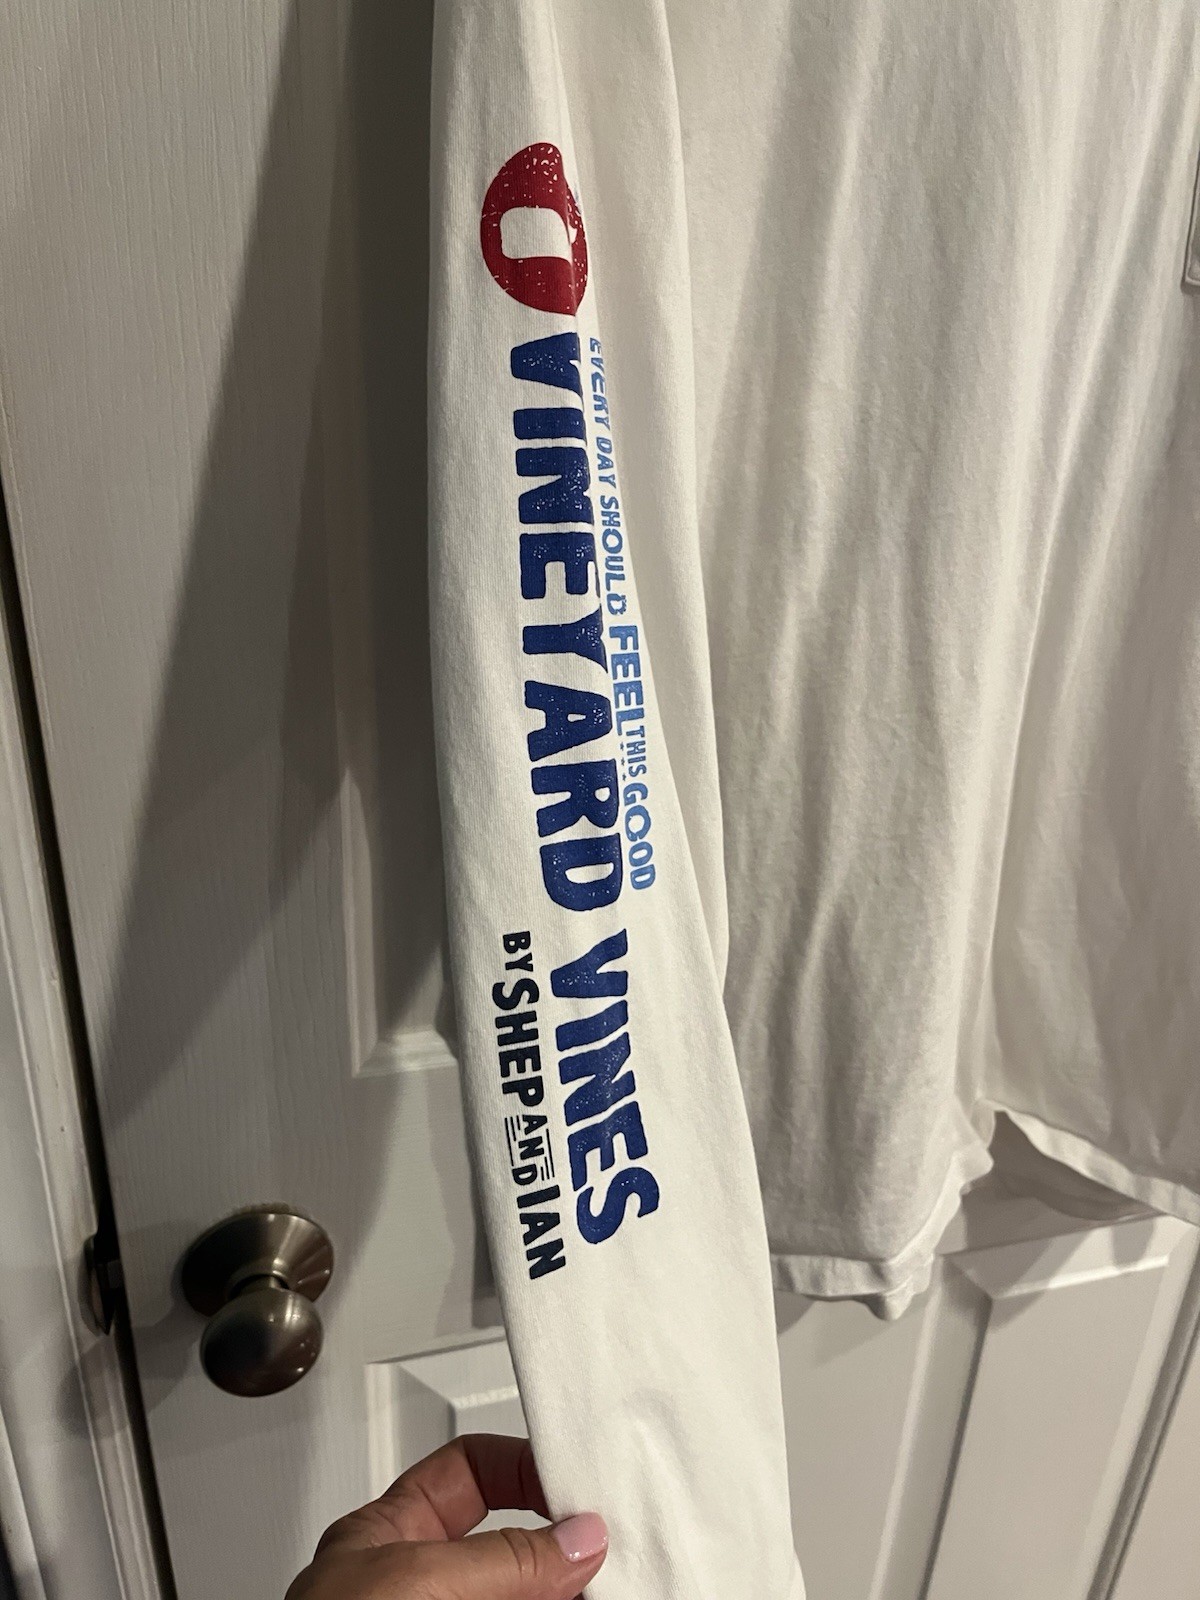 EVERY DAY SHOULD FEEL THIS GOOD
VINEYARD VINES
BY SHEP AND IAN